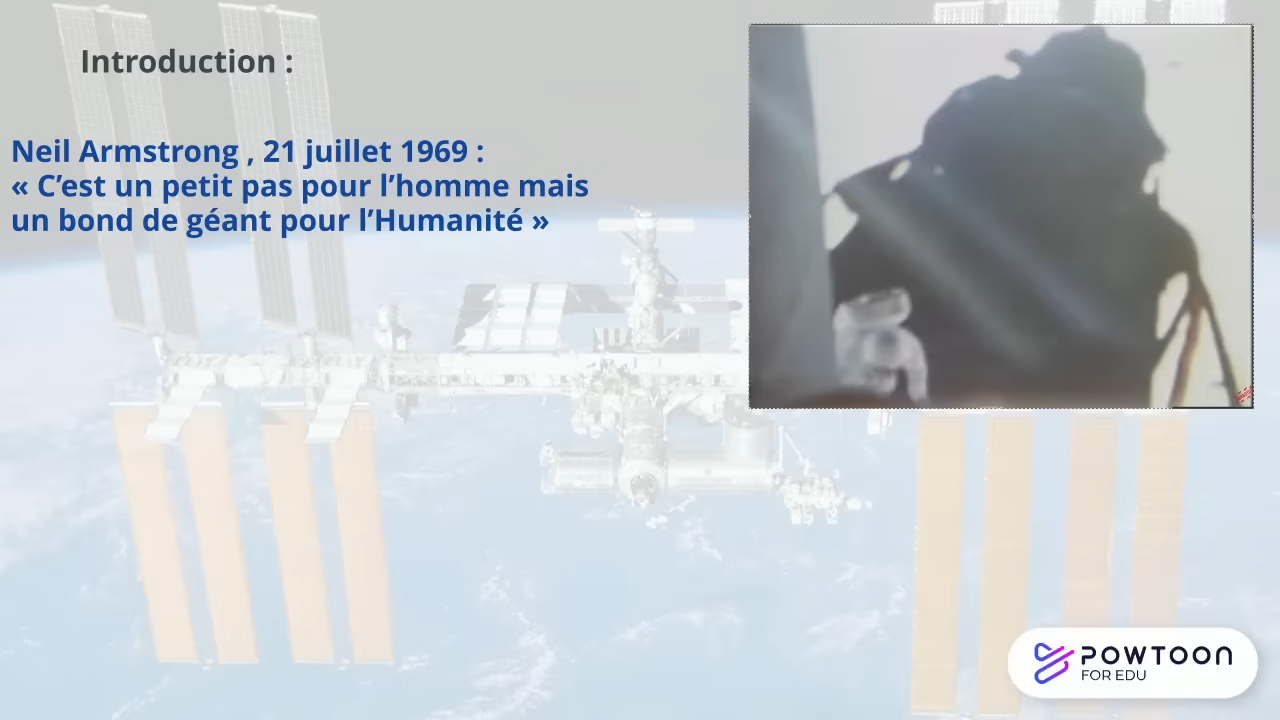 Introduction :
Neil Armstrong , 21 juillet 1969 :
« C’est un petit pas pour l’homme mais
un bond de géant pour l’Humanité »
POWTOON
FOR EDU